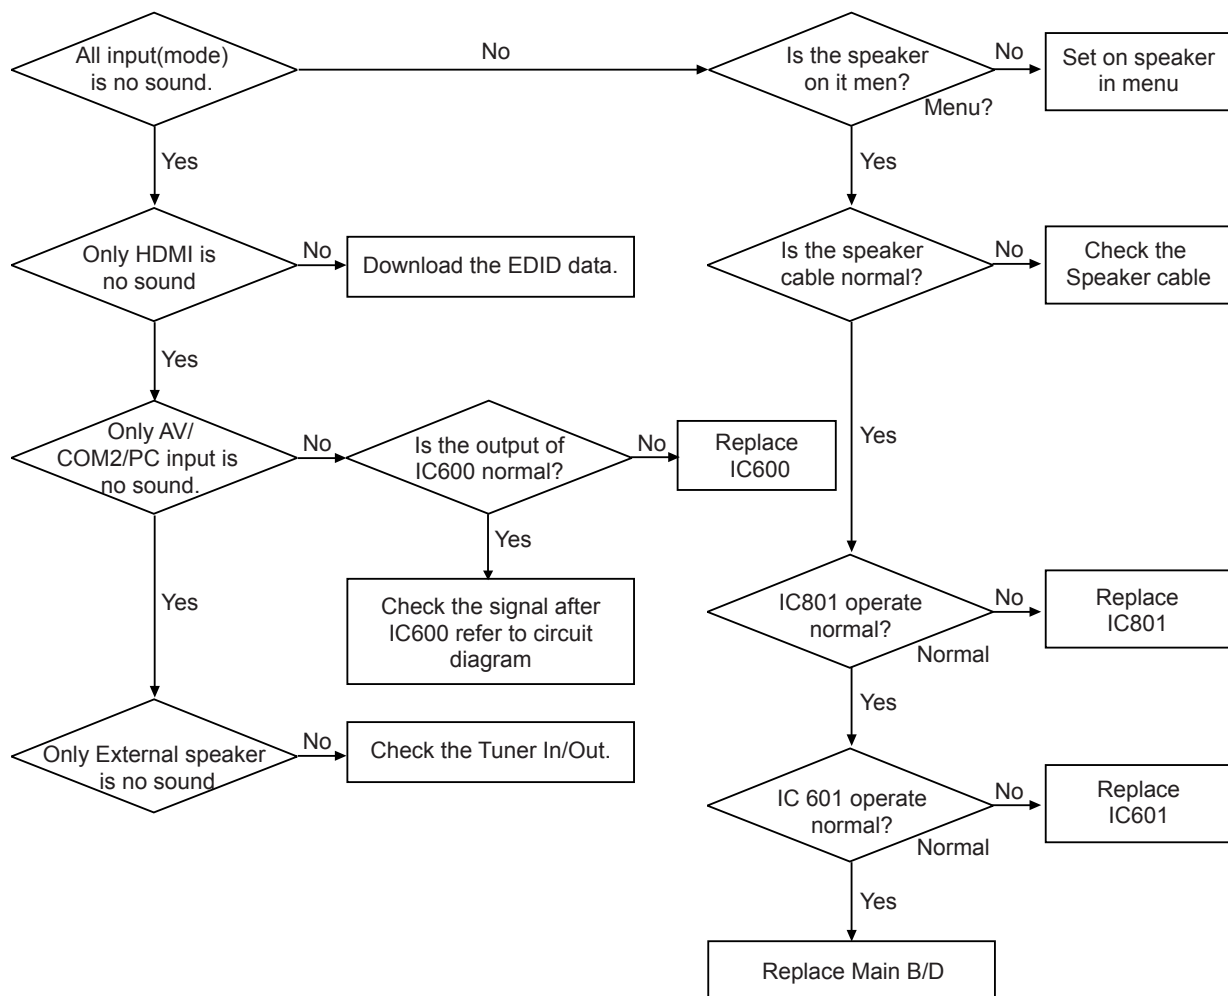 All input(mode)
is no sound.
No
Is the speaker
on it men?
Menu?
No
Set on speaker
in menu
Yes
Yes
Only HDMI is
no sound
No
Download the EDID data.
Is the speaker
cable normal?
No
Check the
Speaker cable
Yes
Only AV/
COM2/PC input is
no sound.
No
Is the output of
IC600 normal?
No
Replace
IC600
Yes
Yes
Check the signal after
IC600 refer to circuit
diagram
Yes
IC801 operate
normal?
Normal
No
Replace
IC801
Yes
Only External speaker
is no sound
No
Check the Tuner In/Out.
IC 601 operate
normal?
Normal
No
Replace
IC601
Yes
Replace Main B/D